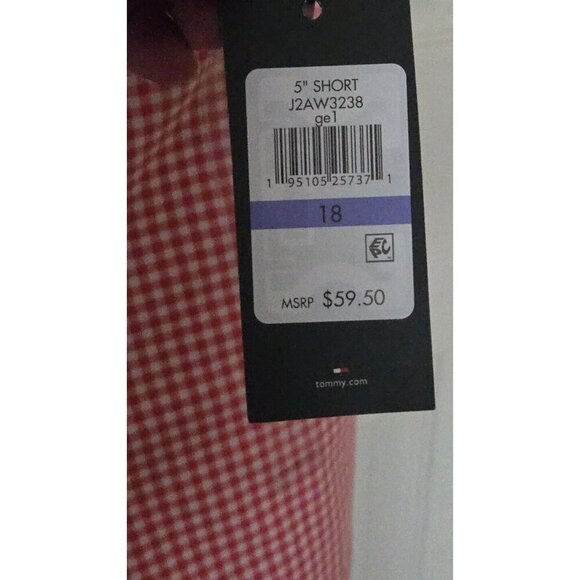 5" SHORT
J2AW3238
ge1
1 95105 25737 1
18
MSRP $59.50
tommy.com